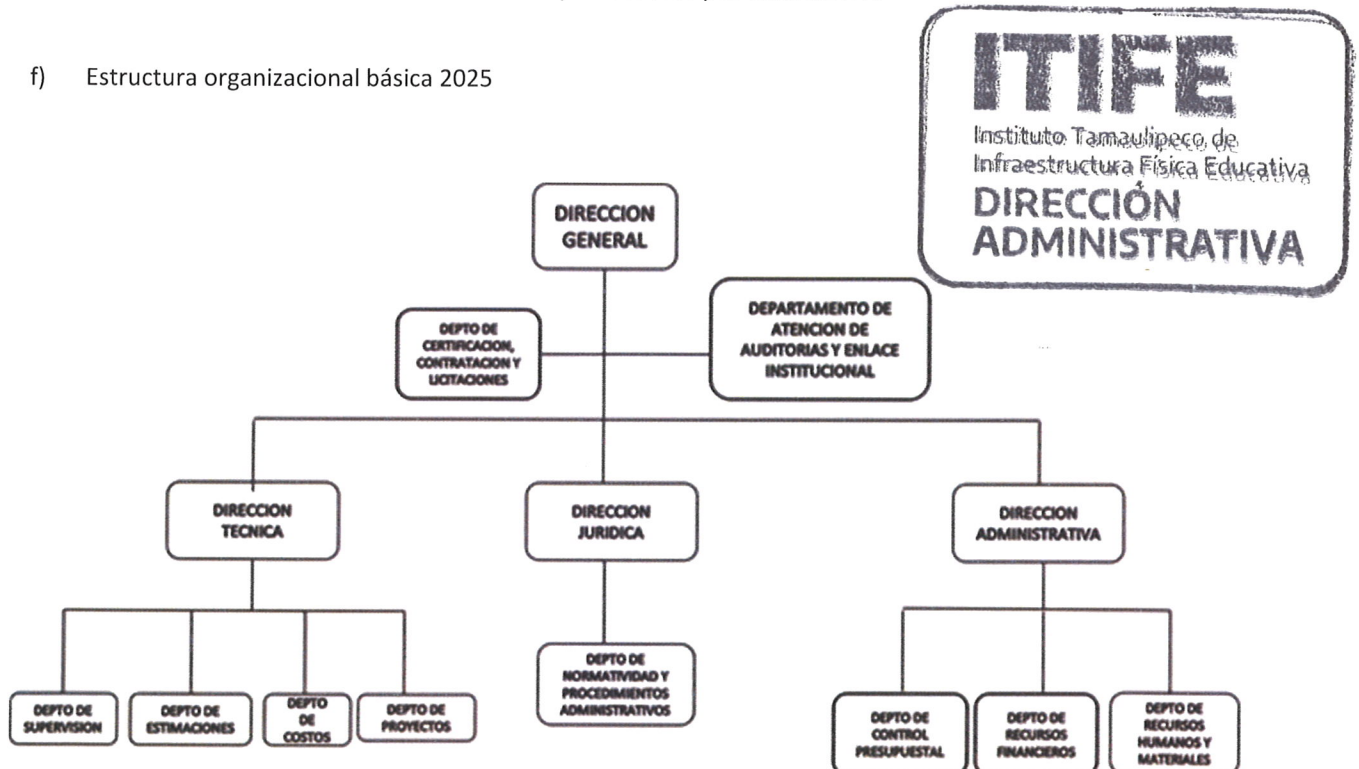 f) Estructura organizacional básica 2025
ITIFE
Instituto Tamaulipeco de
Infraestructura Física Educativa
DIRECCIÓN
ADMINISTRATIVA
DIRECCION
GENERAL
DEPTO DE
CERTIFICACION,
CONTRATACION Y
LICITACIONES
DEPARTAMENTO DE
ATENCION DE
AUDITORIAS Y ENLACE
INSTITUCIONAL
DIRECCION
TECNICA
DIRECCION
JURIDICA
DIRECCION
ADMINISTRATIVA
DEPTO DE
SUPERVISION
DEPTO DE
ESTIMACIONES
DEPTO
DE
COSTOS
DEPTO DE
PROYECTOS
DEPTO DE
NORMATIVIDAD Y
PROCEDIMIENTOS
ADMINISTRATIVOS
DEPTO DE
CONTROL
PRESUPUESTAL
DEPTO DE
RECURSOS
FINANCIEROS
DEPTO DE
RECURSOS
HUMANOS Y
MATERIALES